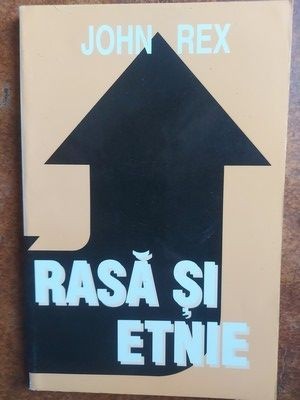 JOHN REX
RASĂ ȘI
ETNIE